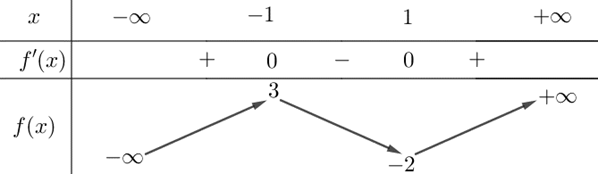 x −∞ −1 1 +∞
f′(x) + 0 − 0 +
3 +∞
f(x)
−∞ −2